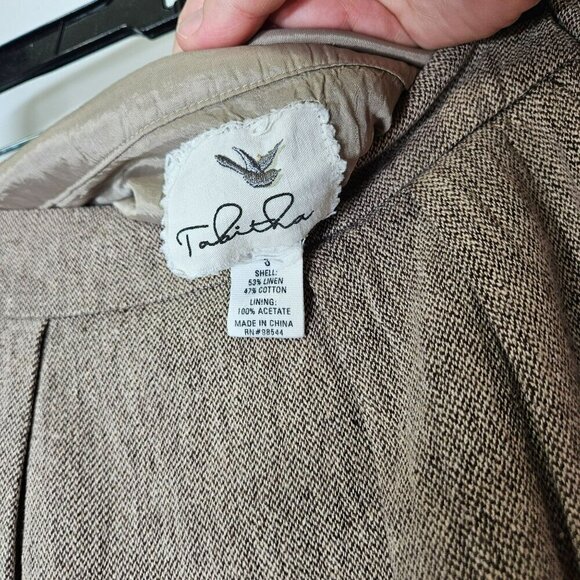 Tabitha
SHELL:
53% LINEN
47% COTTON
LINING:
100% ACETATE
MADE IN CHINA
RN#98544